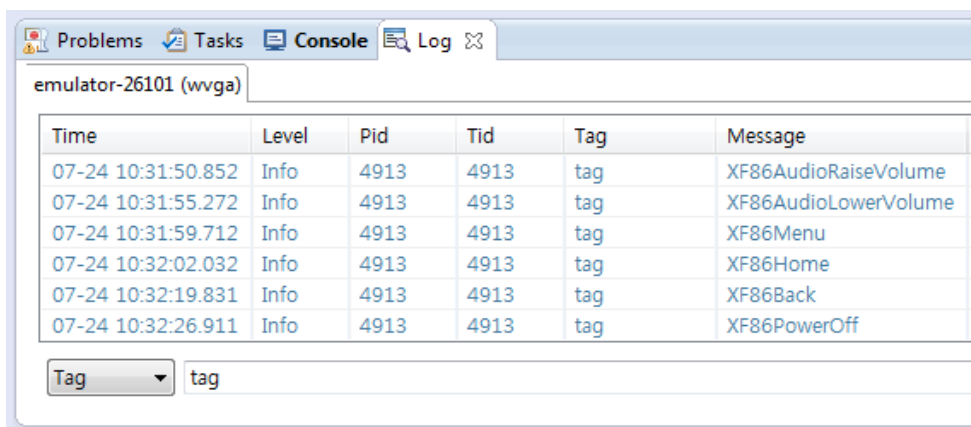 Problems Tasks Console Log
emulator-26101 (wvga)
Time Level Pid Tid Tag Message
07-24 10:31:50.852 Info 4913 4913 tag XF86AudioRaiseVolume
07-24 10:31:55.272 Info 4913 4913 tag XF86AudioLowerVolume
07-24 10:31:59.712 Info 4913 4913 tag XF86Menu
07-24 10:32:02.032 Info 4913 4913 tag XF86Home
07-24 10:32:19.831 Info 4913 4913 tag XF86Back
07-24 10:32:26.911 Info 4913 4913 tag XF86PowerOff
Tag tag